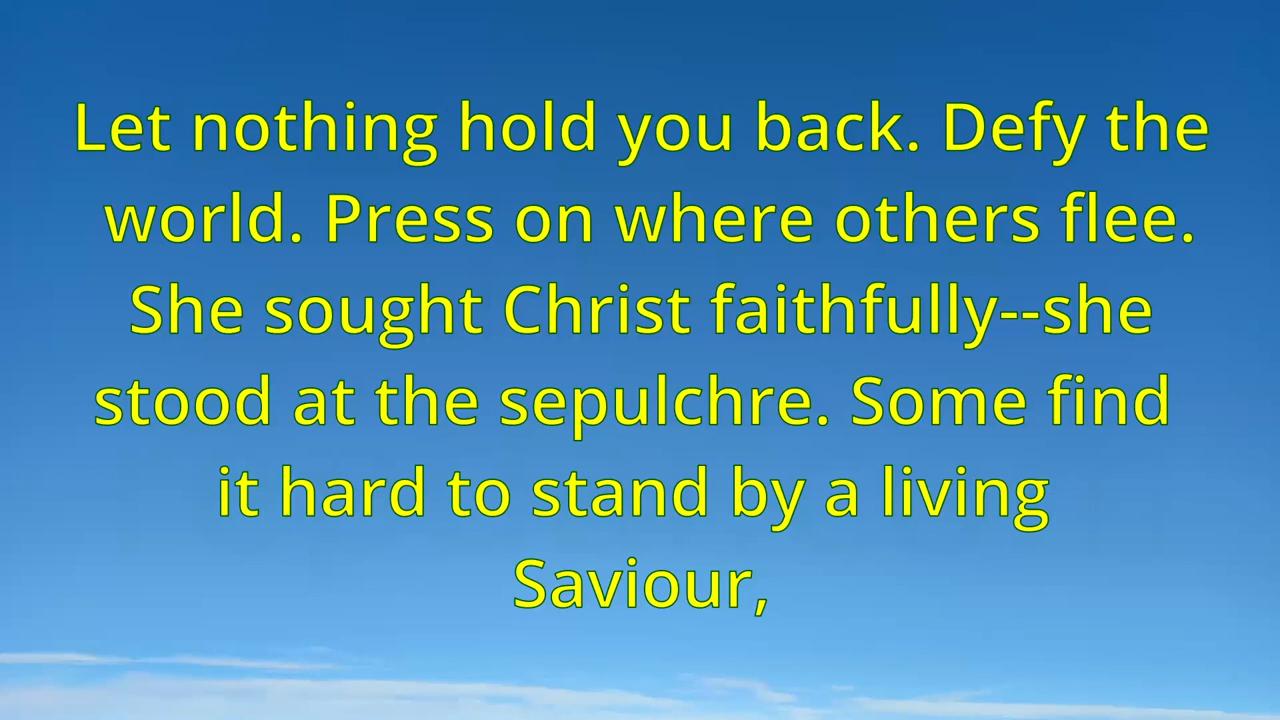 Let nothing hold you back. Defy the
world. Press on where others flee.
She sought Christ faithfully--she
stood at the sepulchre. Some find
it hard to stand by a living
Saviour,